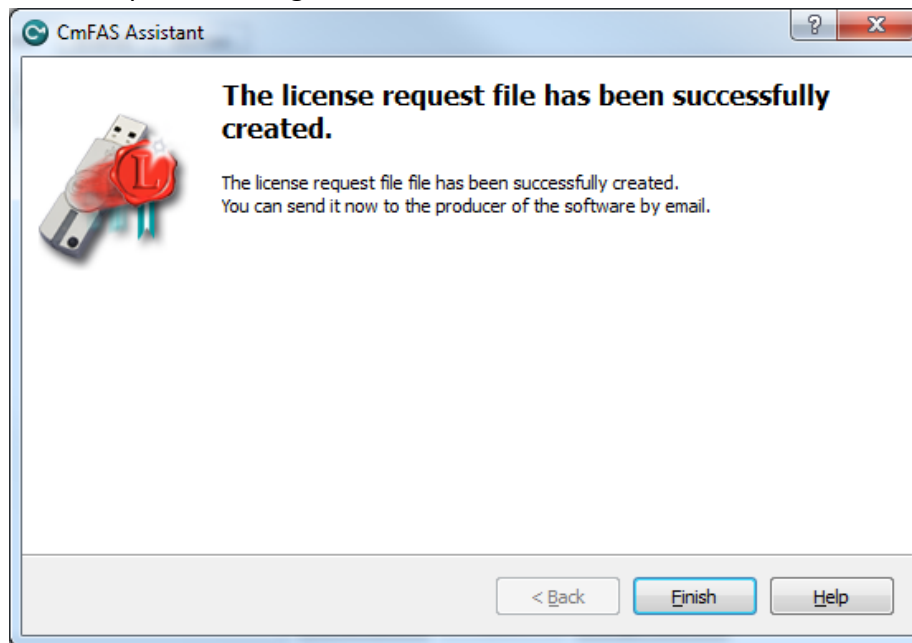 CmFAS Assistant
The license request file has been successfully
created.
The license request file file has been successfully created.
You can send it now to the producer of the software by email.
L
< Back
Finish
Help